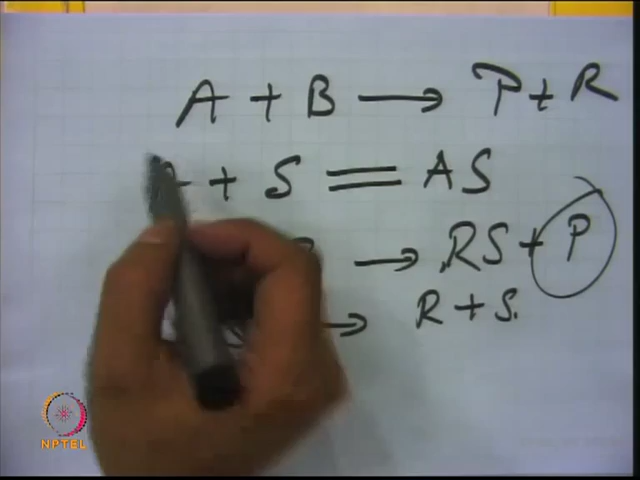 A + B → P + R
+ S = AS
→ RS + P
→ R + S.
NPTEL